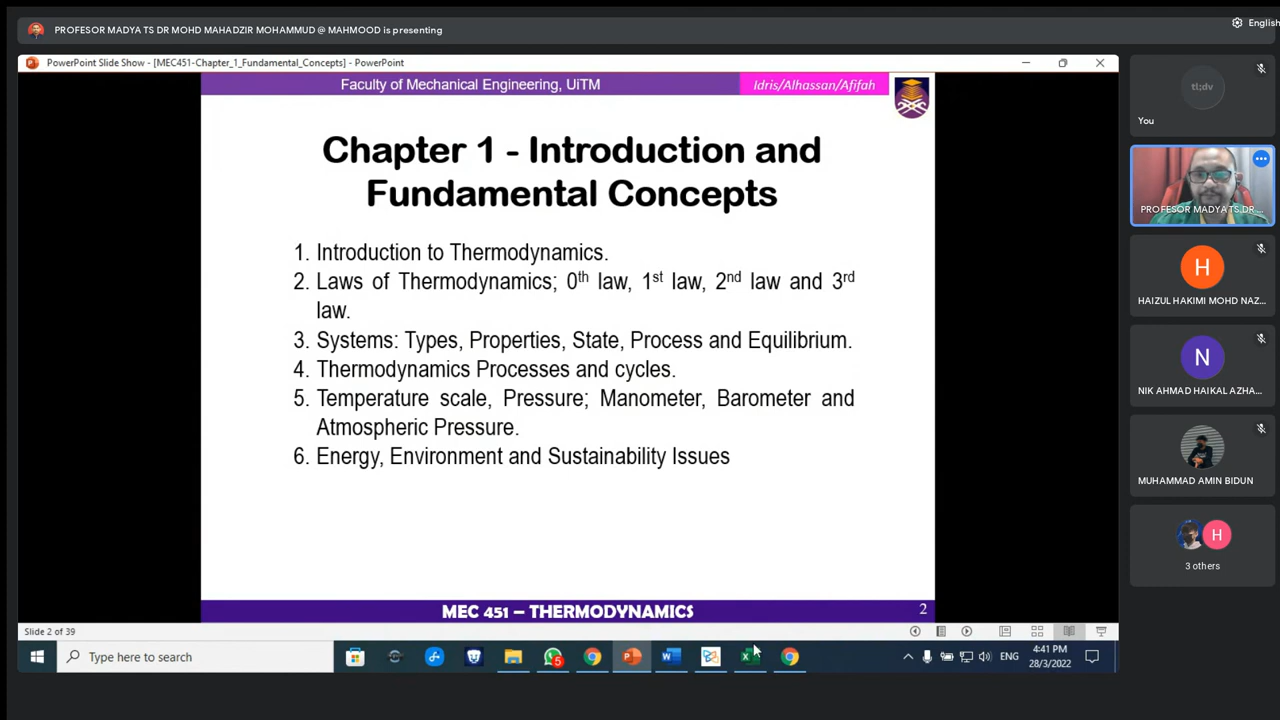 PROFESOR MADYA TS DR MOHD MAHADZIR MOHAMMUD @ MAHMOOD is presenting
English
PowerPoint Slide Show - [MEC451-Chapter_1_Fundamental_Concepts] - PowerPoint
Faculty of Mechanical Engineering, UiTM
Idris/Alhassan/Afifah
Chapter 1 - Introduction and
Fundamental Concepts
1. Introduction to Thermodynamics.
2. Laws of Thermodynamics; 0th law, 1st law, 2nd law and 3rd
law.
3. Systems: Types, Properties, State, Process and Equilibrium.
4. Thermodynamics Processes and cycles.
5. Temperature scale, Pressure; Manometer, Barometer and
Atmospheric Pressure.
6. Energy, Environment and Sustainability Issues
MEC 451 – THERMODYNAMICS
2
Slide 2 of 39
Type here to search
5
ENG
4:41 PM
28/3/2022
tl;dv
You
PROFESOR MADYA TS DR ...
H
HAIZUL HAKIMI MOHD NAZ...
N
NIK AHMAD HAIKAL AZHA...
MUHAMMAD AMIN BIDUN
H
3 others